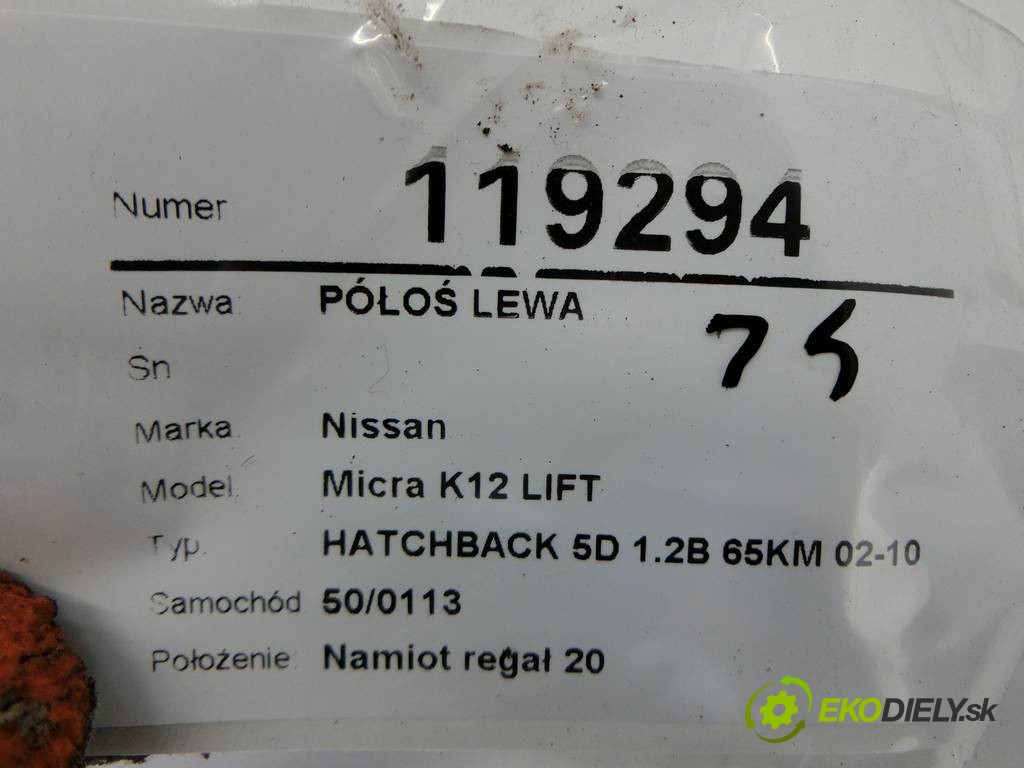 Numer 119294
Nazwa: PÓŁOŚ LEWA
75
Sn
Marka: Nissan
Model: Micra K12 LIFT
Typ: HATCHBACK 5D 1.2B 65KM 02-10
Samochód 50/0113
Położenie: Namiot regał 20
EKODIELY.sk